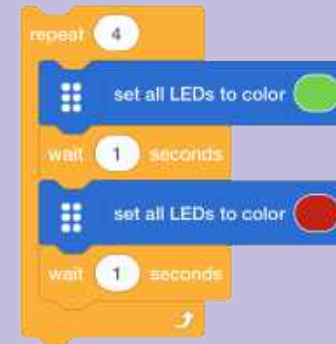 repeat 4
set all LEDs to color
wait 1 seconds
set all LEDs to color
wait 1 seconds